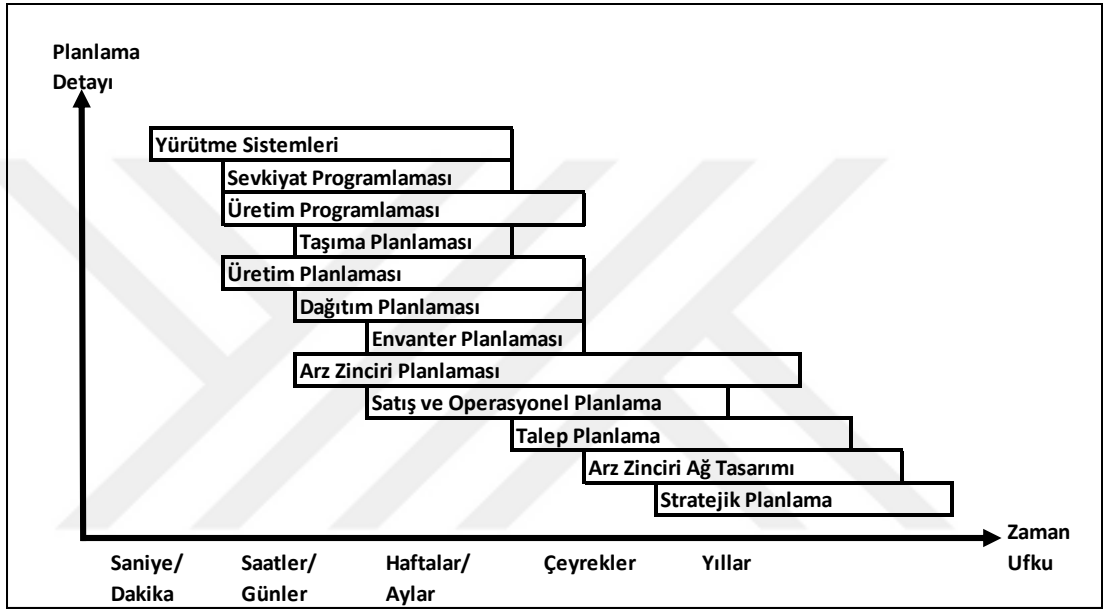 Planlama
Detayı
Yürütme Sistemleri
Sevkiyat Programlaması
Üretim Programlaması
Taşıma Planlaması
Üretim Planlaması
Dağıtım Planlaması
Envanter Planlaması
Arz Zinciri Planlaması
Satış ve Operasyonel Planlama
Talep Planlama
Arz Zinciri Ağ Tasarımı
Stratejik Planlama
Saniye/
Dakika
Saatler/
Günler
Haftalar/
Aylar
Çeyrekler
Yıllar
Zaman
Ufku